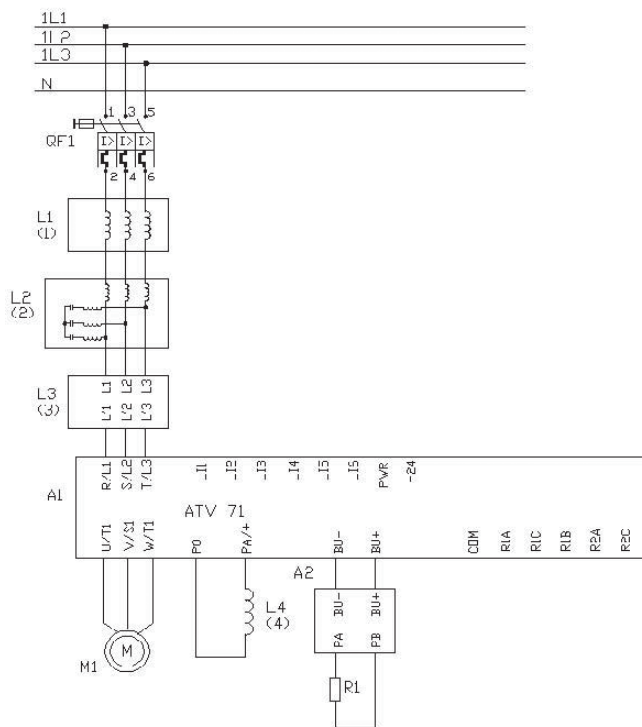 1L1
1L2
1L3
N
1 3 5
QF1
I> I> I>
2 4 6
L1
(1)
L2
(2)
L3
(3)
L1 L2 L3
L'1 L'2 L'3
A1
R/L1 S/L2 T/L3
_I1 _I2 _I3 _I4 _I5 _I5 PWR -24
ATV 71
U/T1 V/S1 W/T1
P0 PA/+ BU- BU+
COM R1A R1C R1B R2A R2C
A2
L4
(4)
BU- BU+
PA PB
M
M1
R1